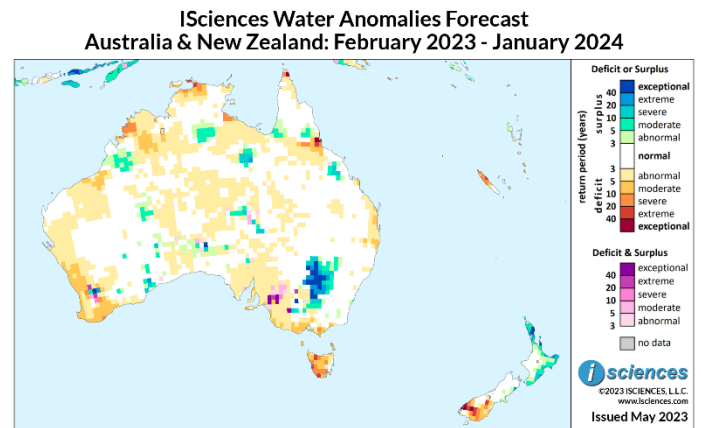 ISciences Water Anomalies Forecast
Australia & New Zealand: February 2023 - January 2024
Deficit or Surplus
return period (years)
surplus
40
20
10
5
3
exceptional
extreme
severe
moderate
abnormal
normal
deficit
3
5
10
20
40
abnormal
moderate
severe
extreme
exceptional
Deficit & Surplus
40
20
10
5
3
exceptional
extreme
severe
moderate
abnormal
no data
isciences
©2023 ISCIENCES, L.L.C.
www.isciences.com
Issued May 2023